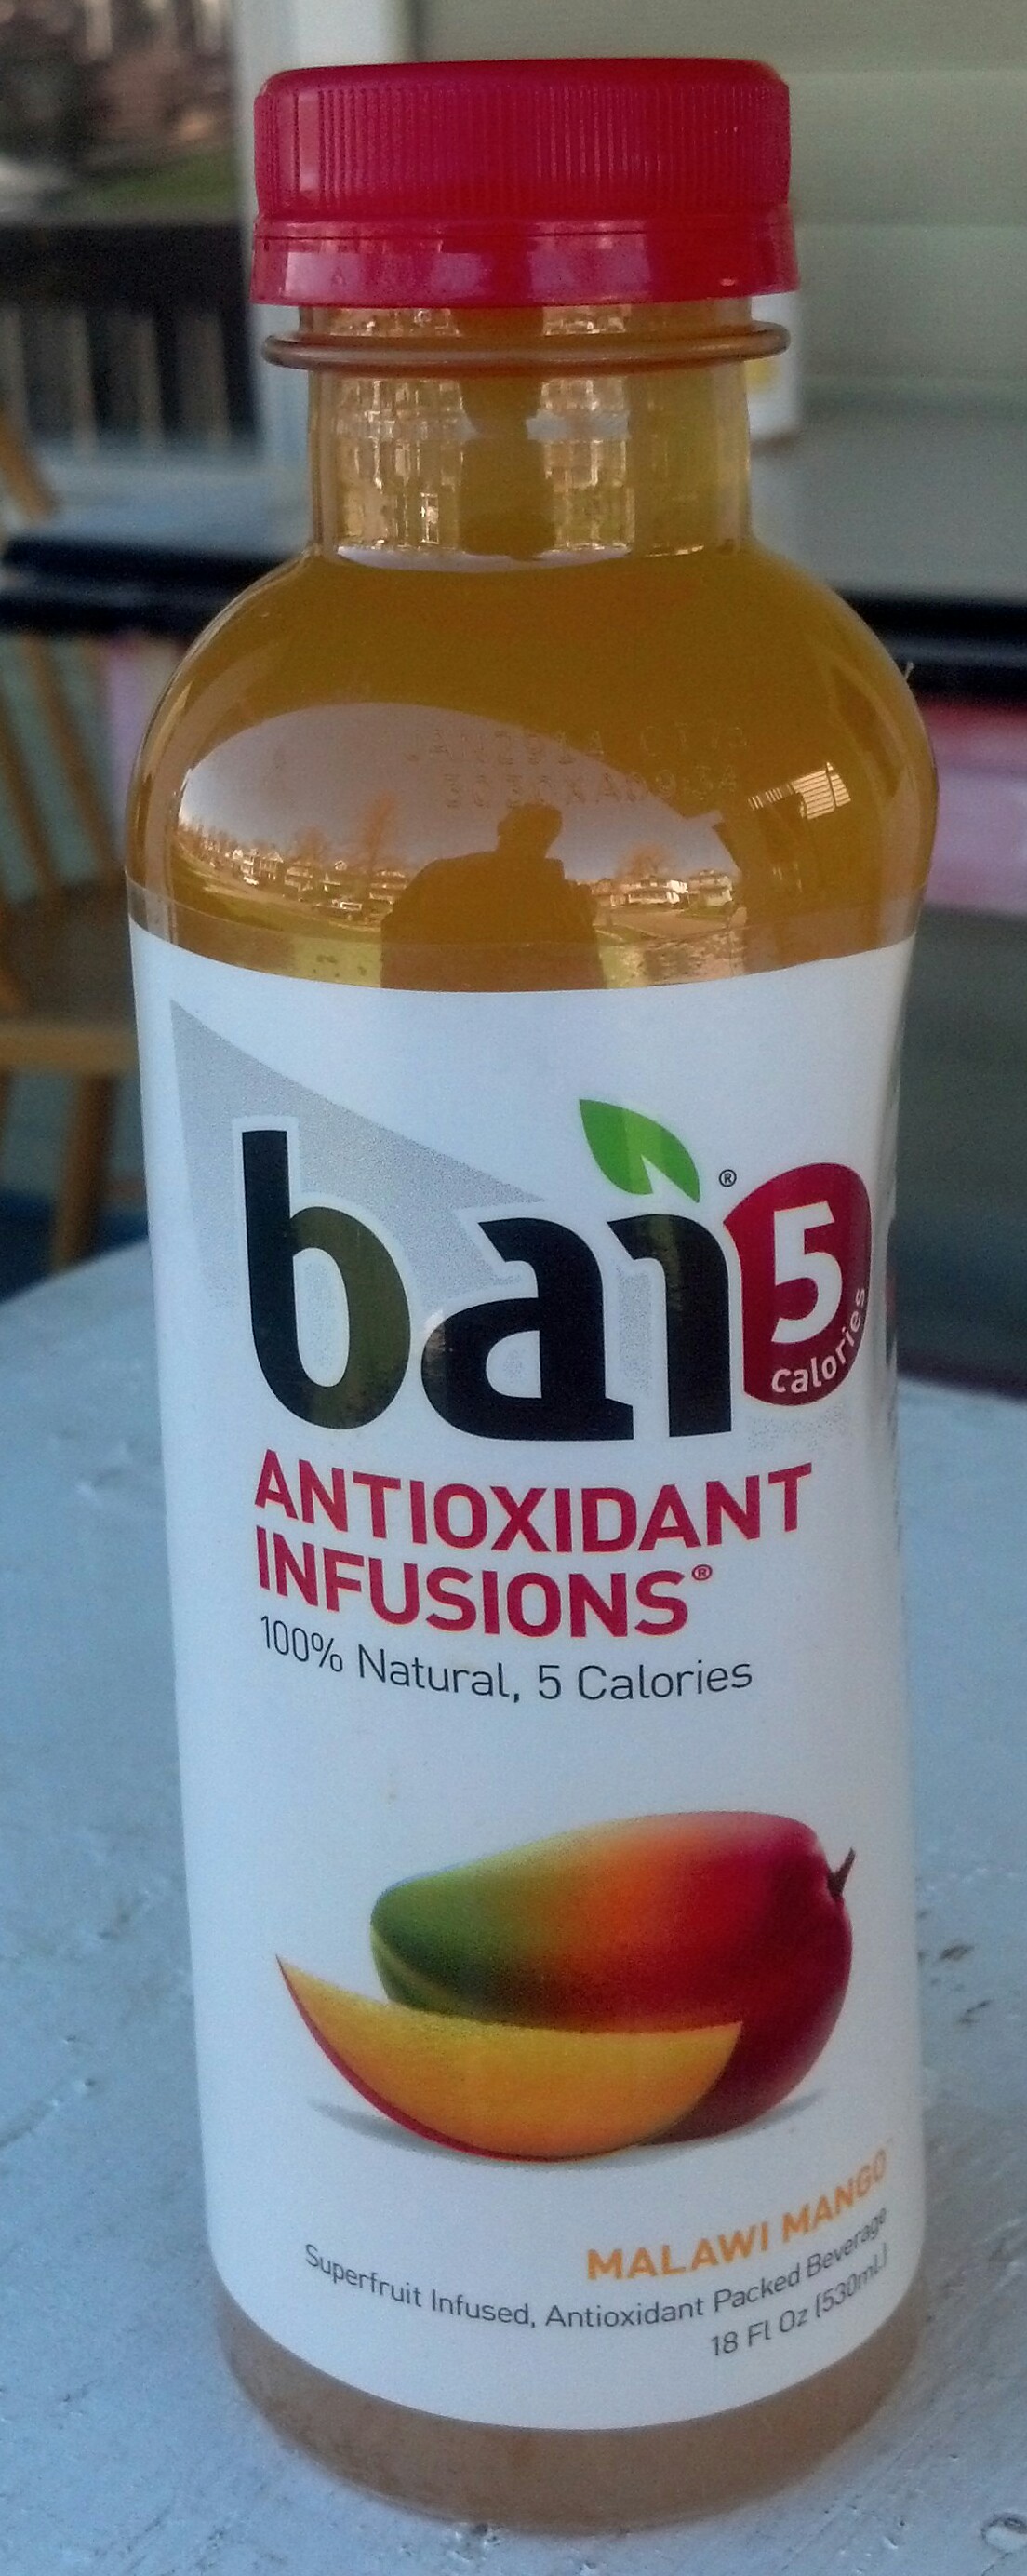 bai® 5
calories
ANTIOXIDANT
INFUSIONS®
100% Natural, 5 Calories
MALAWI MANGO™
Superfruit Infused, Antioxidant Packed Beverage
18 Fl Oz (530mL)